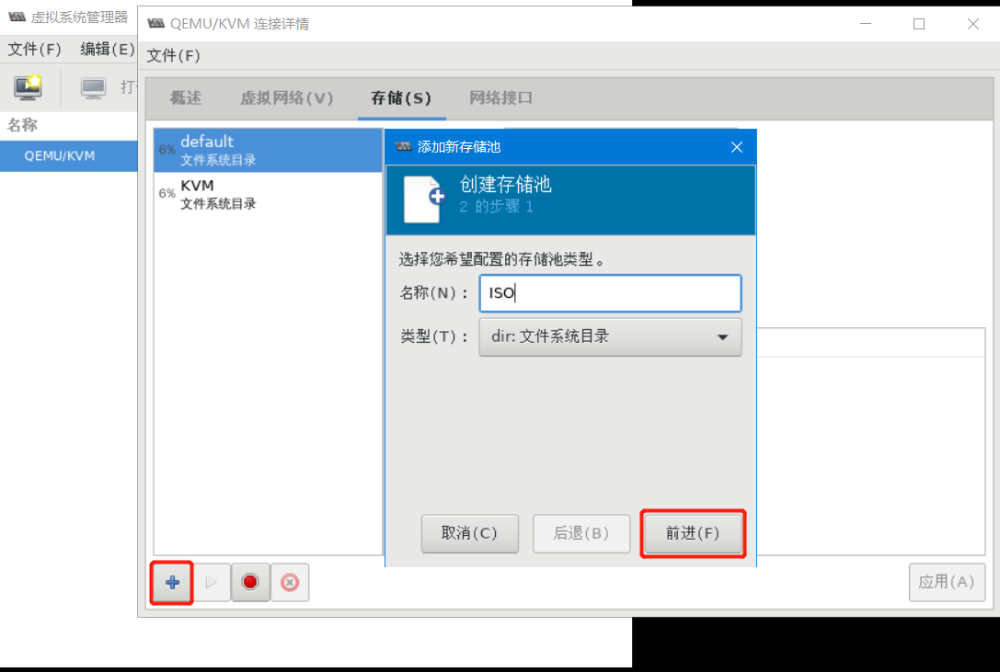 虚拟系统管理器
QEMU/KVM 连接详情
文件(F)
编辑(E)
文件(F)
概述
虚拟网络(V)
存储(S)
网络接口
名称
QEMU/KVM
6%
default
文件系统目录
6%
KVM
文件系统目录
添加新存储池
创建存储池
2 的步骤 1
选择您希望配置的存储池类型。
名称(N)：
ISO
类型(T)：
dir: 文件系统目录
取消(C)
后退(B)
前进(F)
应用(A)